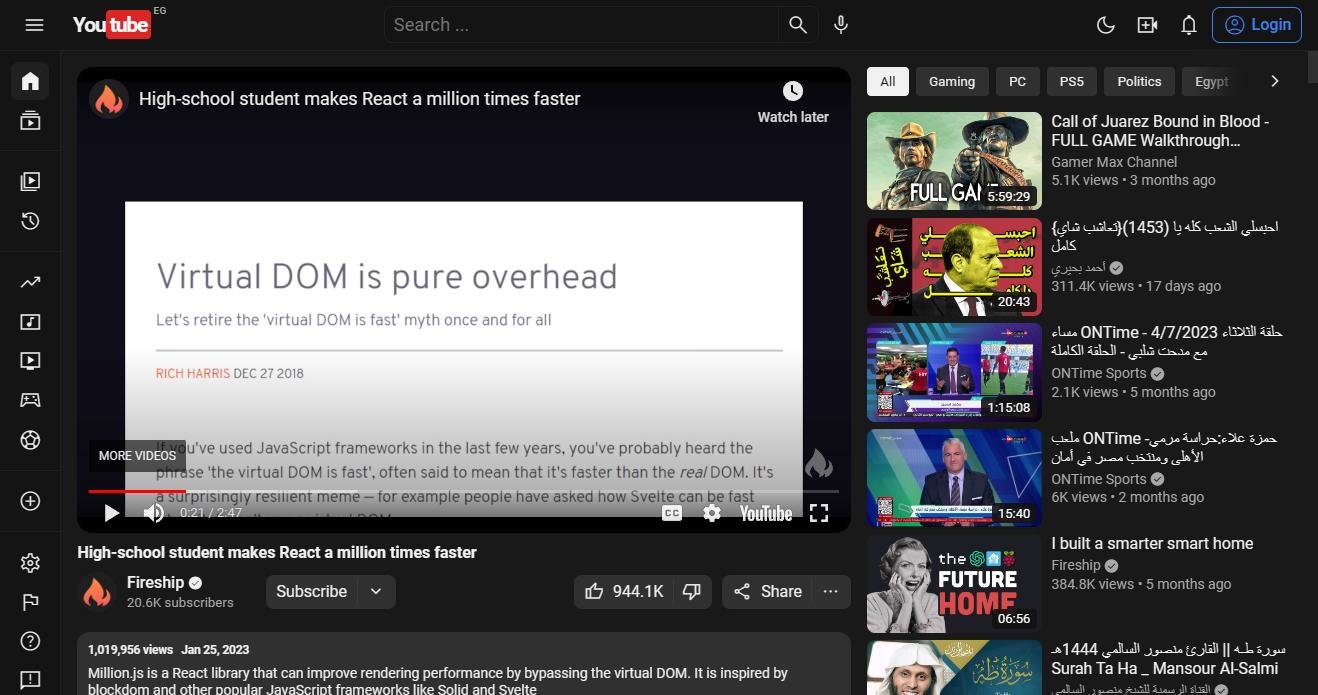 YouTube EG
Search ...
Login
High-school student makes React a million times faster
Watch later
Virtual DOM is pure overhead
Let's retire the 'virtual DOM is fast' myth once and for all
RICH HARRIS DEC 27 2018
If you've used JavaScript frameworks in the last few years, you've probably heard the
phrase 'the virtual DOM is fast', often said to mean that it's faster than the real DOM. It's
a surprisingly resilient meme — for example people have asked how Svelte can be fast
MORE VIDEOS
0:21 / 2:47
CC
YouTube
High-school student makes React a million times faster
Fireship
20.6K subscribers
Subscribe
944.1K
Share
1,019,956 views Jan 25, 2023
Million.js is a React library that can improve rendering performance by bypassing the virtual DOM. It is inspired by
blockdom and other popular JavaScript frameworks like Solid and Svelte
All
Gaming
PC
PS5
Politics
Egypt
FULL GAM
5:59:29
Call of Juarez Bound in Blood -
FULL GAME Walkthrough...
Gamer Max Channel
5.1K views • 3 months ago
احبسلي
الشعب
كله
يا كامل
20:43
احبسلي الشعب كله يا (1453)(تعاشب شاي}
كامل
أحمد بحيري
311.4K views • 17 days ago
1:15:08
حلقة الثلاثاء 4/7/2023 - ONTime مساء
مع مدحت شلبي - الحلقة الكاملة
ONTime Sports
2.1K views • 5 months ago
15:40
حمزة علاء:حراسة مرمي- ONTime ملعب
الأهلى ومنتخب مصر في أمان
ONTime Sports
6K views • 2 months ago
the
FUTURE
HOME
06:56
I built a smarter smart home
Fireship
384.8K views • 5 months ago
سورة طه
سورة طـه || القارئ منصور السالمي 1444هـ
Surah Ta Ha _ Mansour Al-Salmi
القناة الرسمية للشيخ منصور السالمي